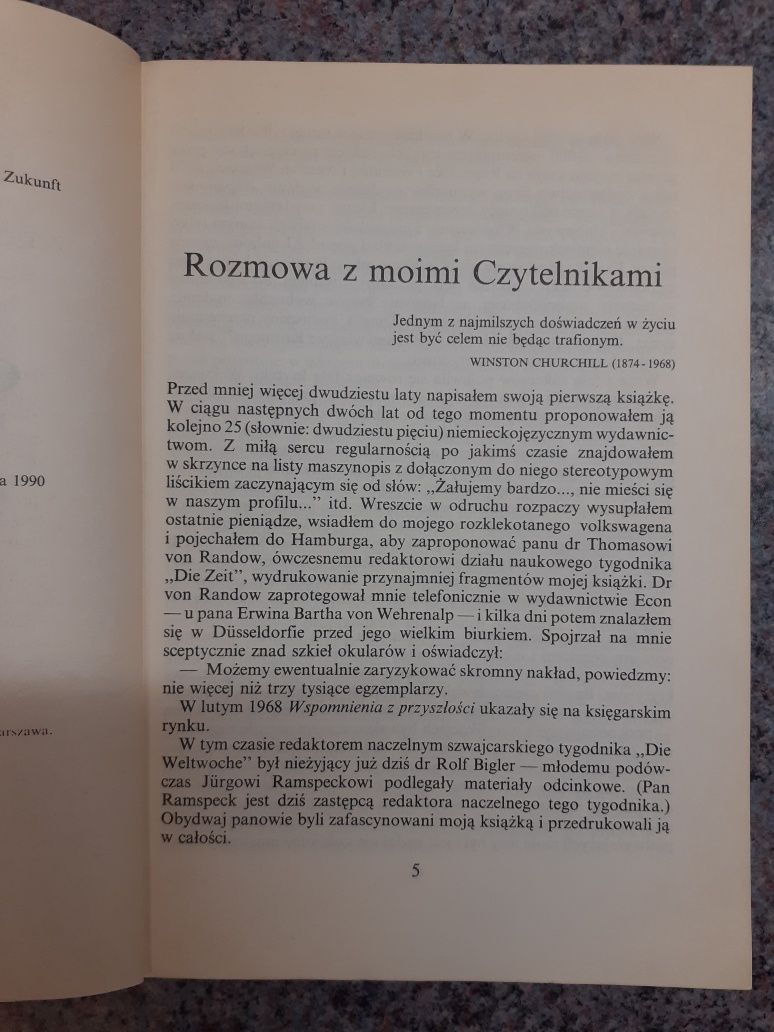 Zukunft
a 1990
arszawa.
Rozmowa z moimi Czytelnikami
Jednym z najmilszych doświadczeń w życiu
jest być celem nie będąc trafionym.
WINSTON CHURCHILL (1874-1968)
Przed mniej więcej dwudziestu laty napisałem swoją pierwszą książkę.
W ciągu następnych dwóch lat od tego momentu proponowałem ją
kolejno 25 (słownie: dwudziestu pięciu) niemieckojęzycznym wydawnic-
twom. Z miłą sercu regularnością po jakimś czasie znajdowałem
w skrzynce na listy maszynopis z dołączonym do niego stereotypowym
liścikiem zaczynającym się od słów: „Żałujemy bardzo..., nie mieści się
w naszym profilu...” itd. Wreszcie w odruchu rozpaczy wysupłałem
ostatnie pieniądze, wsiadłem do mojego rozklekotanego volkswagena
i pojechałem do Hamburga, aby zaproponować panu dr Thomasowi
von Randow, ówczesnemu redaktorowi działu naukowego tygodnika
„Die Zeit”, wydrukowanie przynajmniej fragmentów mojej książki. Dr
von Randow zaprotegował mnie telefonicznie w wydawnictwie Econ
— u pana Erwina Bartha von Wehrenalp — i kilka dni potem znalazłem
się w Düsseldorfie przed jego wielkim biurkiem. Spojrzał na mnie
sceptycznie znad szkieł okularów i oświadczył:
— Możemy ewentualnie zaryzykować skromny nakład, powiedzmy:
nie więcej niż trzy tysiące egzemplarzy.
W lutym 1968 Wspomnienia z przyszłości ukazały się na księgarskim
rynku.
W tym czasie redaktorem naczelnym szwajcarskiego tygodnika „Die
Weltwoche” był nieżyjący już dziś dr Rolf Bigler — młodemu podów-
czas Jürgowi Ramspeckowi podlegały materiały odcinkowe. (Pan
Ramspeck jest dziś zastępcą redaktora naczelnego tego tygodnika.)
Obydwaj panowie byli zafascynowani moją książką i przedrukowali ją
w całości.
5